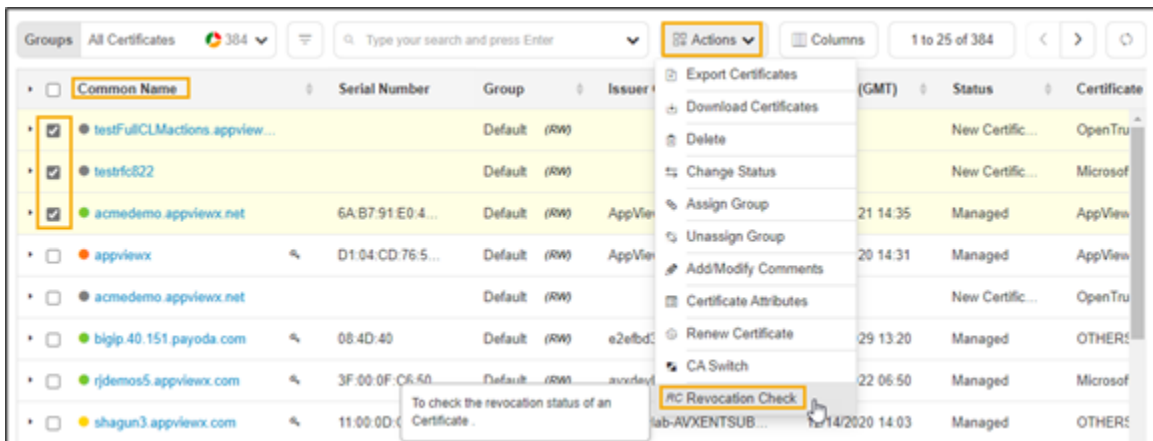 Groups All Certificates 384 Type your search and press Enter Actions Columns 1 to 25 of 384
Common Name Serial Number Group Issuer (GMT) Status Certificate
Export Certificates
Download Certificates
Delete
Change Status
Assign Group
Unassign Group
Add/Modify Comments
Certificate Attributes
Renew Certificate
CA Switch
RC Revocation Check
testFullCLMactions.appview... Default (RW) New Certific... OpenTru
testrfc822 Default (RW) New Certific... Microsof
acmedemo.appviewx.net 6A:B7:91:E0:4... Default (RW) AppVie 21 14:35 Managed AppView
appviewx D1:04:CD:76:5... Default (RW) AppVie 20 14:31 Managed AppView
acmedemo.appviewx.net Default (RW) New Certific... OpenTru
bigip.40.151.payoda.com 08:4D:40 Default (RW) e2efbd3 29 13:20 Managed OTHERS
rjdemos5.appviewx.com 3F:00:0F:C6:50 Default (RW) 22 06:50 Managed Microsof
To check the revocation status of an
Certificate .
shagun3.appviewx.com 11:00:0D: lab-AVXENTSUB... 12/14/2020 14:03 Managed OTHERS